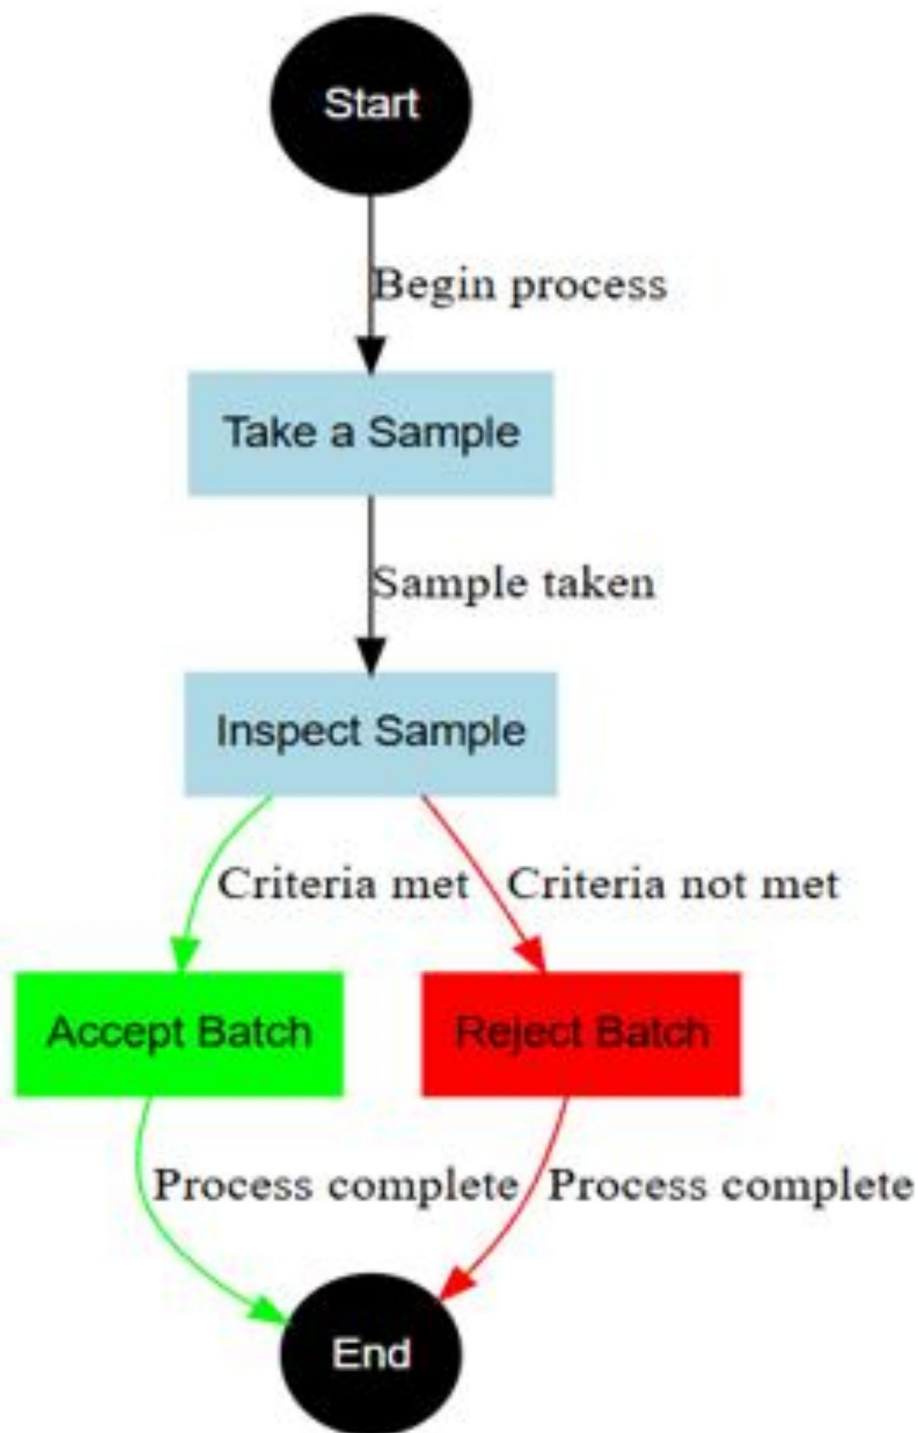 Start
Begin process
Take a Sample
Sample taken
Inspect Sample
Criteria met
Criteria not met
Accept Batch
Reject Batch
Process complete
Process complete
End